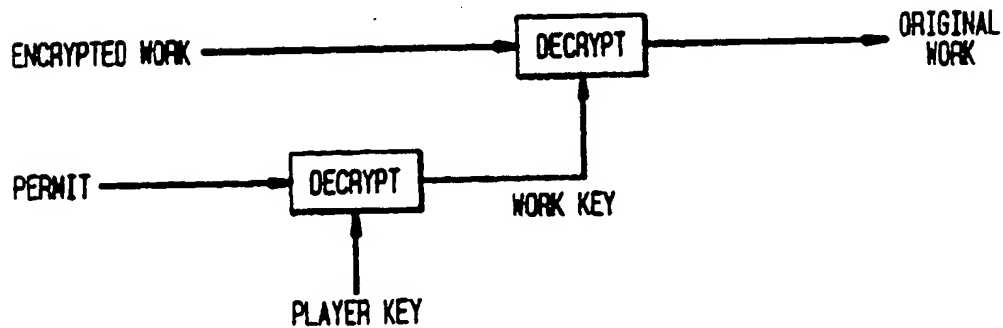 ENCRYPTED WORK
DECRYPT
ORIGINAL
WORK
PERMIT
DECRYPT
WORK KEY
PLAYER KEY